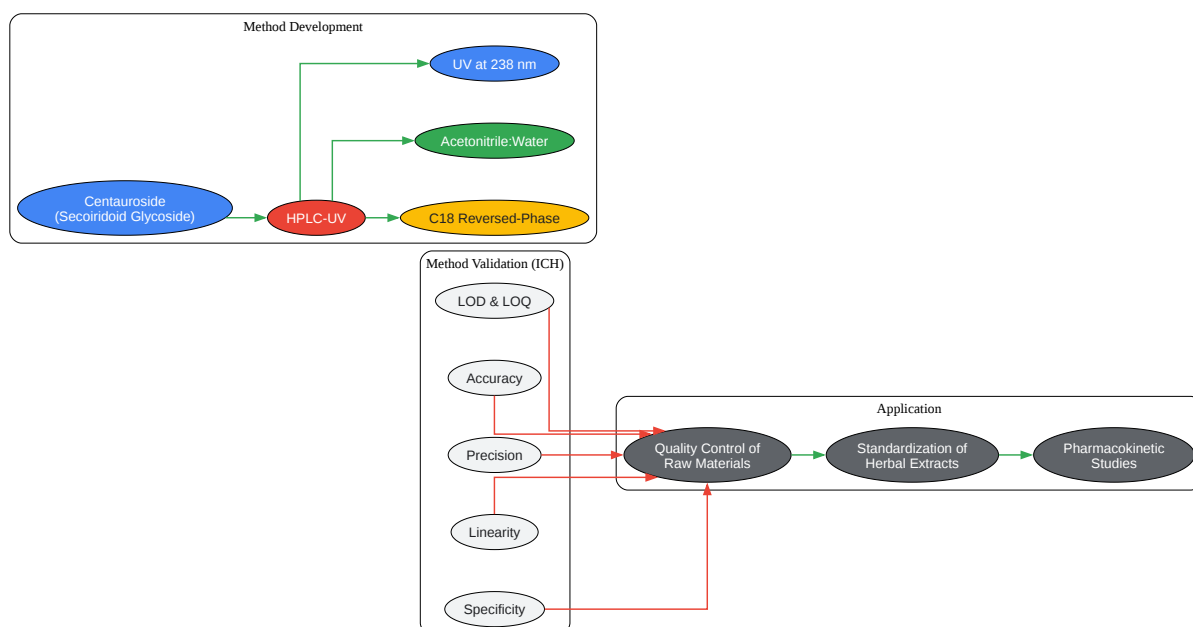 Method Development
UV at 238 nm
Acetonitrile:Water
Centauroside
(Secoiridoid Glycoside)
HPLC-UV
C18 Reversed-Phase
Method Validation (ICH)
LOD & LOQ
Accuracy
Precision
Linearity
Specificity
Application
Quality Control of
Raw Materials
Standardization of
Herbal Extracts
Pharmacokinetic
Studies